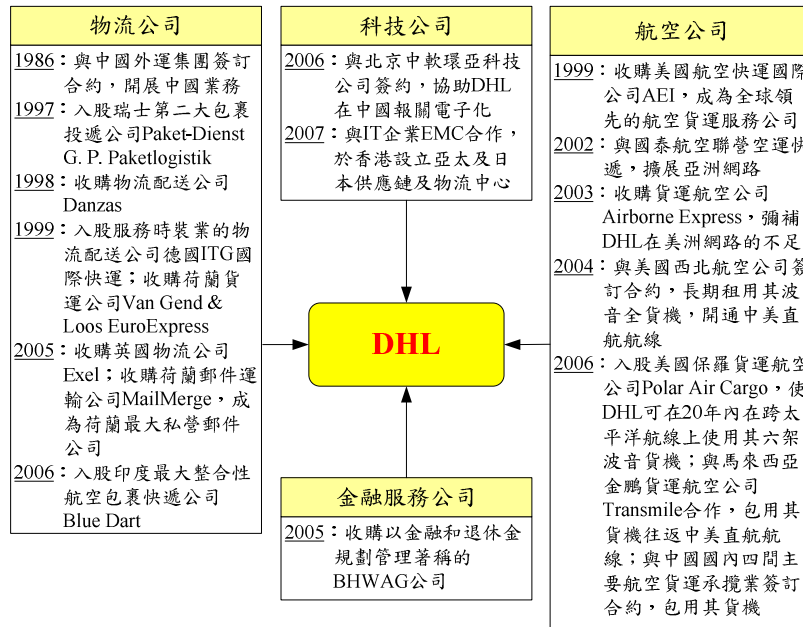 物流公司
1986：與中國外運集團簽訂
合約，開展中國業務
1997：入股瑞士第二大包裹
投遞公司Paket-Dienst
G. P. Paketlogistik
1998：收購物流配送公司
Danzas
1999：入股服務時裝業的物
流配送公司德國ITG國
際快運；收購荷蘭貨
運公司Van Gend &
Loos EuroExpress
2005：收購英國物流公司
Exel；收購荷蘭郵件運
輸公司MailMerge，成
為荷蘭最大私營郵件
公司
2006：入股印度最大整合性
航空包裹快遞公司
Blue Dart
科技公司
2006：與北京中軟環亞科技
公司簽約，協助DHL
在中國報關電子化
2007：與IT企業EMC合作，
於香港設立亞太及日
本供應鏈及物流中心
DHL
金融服務公司
2005：收購以金融和退休金
規劃管理著稱的
BHWAG公司
航空公司
1999：收購美國航空快運國際
公司AEI，成為全球領
先的航空貨運服務公司
2002：與國泰航空聯營空運快
遞，擴展亞洲網路
2003：收購貨運航空公司
Airborne Express，彌補
DHL在美洲網路的不足
2004：與美國西北航空公司簽
訂合約，長期租用其波
音全貨機，開通中美直
航航線
2006：入股美國保羅貨運航空
公司Polar Air Cargo，使
DHL可在20年內在跨太
平洋航線上使用其六架
波音貨機；與馬來西亞
金鵬貨運航空公司
Transmile合作，包用其
貨機往返中美直航航
線；與中國國內四間主
要航空貨運承攬業簽訂
合約，包用其貨機